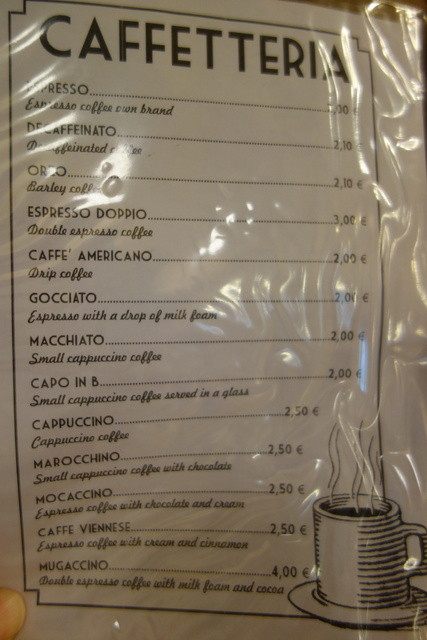 CAFFETTERIA
ESPRESSO ,00 €
Espresso coffee own brand
DECAFFEINATO 2,10 €
Decaffeinated coffee
ORZO 2,10 €
Barley coffee
ESPRESSO DOPPIO 3,00 €
Double espresso coffee
CAFFE' AMERICANO 2,00 €
Drip coffee
GOCCIATO 2,00 €
Espresso with a drop of milk foam
MACCHIATO 2,00 €
Small cappuccino coffee
CAPO IN B 2,00 €
Small cappuccino coffee served in a glass
CAPPUCCINO 2,50 €
Cappuccino coffee
MAROCCHINO 2,50 €
Small cappuccino coffee with chocolate
MOCACCINO 2,50 €
Espresso coffee with chocolate and cream
CAFFE VIENNESE 2,50 €
Espresso coffee with cream and cinnamon
MUGACCINO 4,00 €
Double espresso coffee with milk foam and cocoa